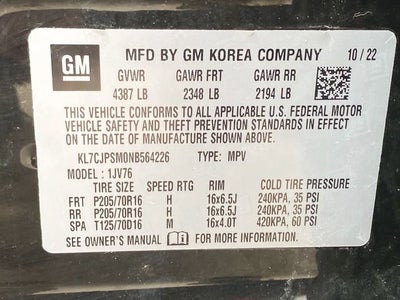 GM MFD BY GM KOREA COMPANY 10/22
GVWR GAWR FRT GAWR RR
4387 LB 2348 LB 2194 LB
THIS VEHICLE CONFORMS TO ALL APPLICABLE U.S. FEDERAL MOTOR
VEHICLE SAFETY AND THEFT PREVENTION STANDARDS IN EFFECT
ON THE DATE OF MANUFACTURE SHOWN ABOVE.
KL7CJPSM0NB564226 TYPE: MPV
MODEL: 1JV76
TIRE SIZE SPEED RTG RIM COLD TIRE PRESSURE
FRT P205/70R16 H 16x6.5J 240KPA, 35 PSI
RR P205/70R16 H 16x6.5J 240KPA, 35 PSI
SPA T125/70D16 M 16x4.0T 420KPA, 60 PSI
SEE OWNER'S MANUAL FOR MORE INFORMATION.